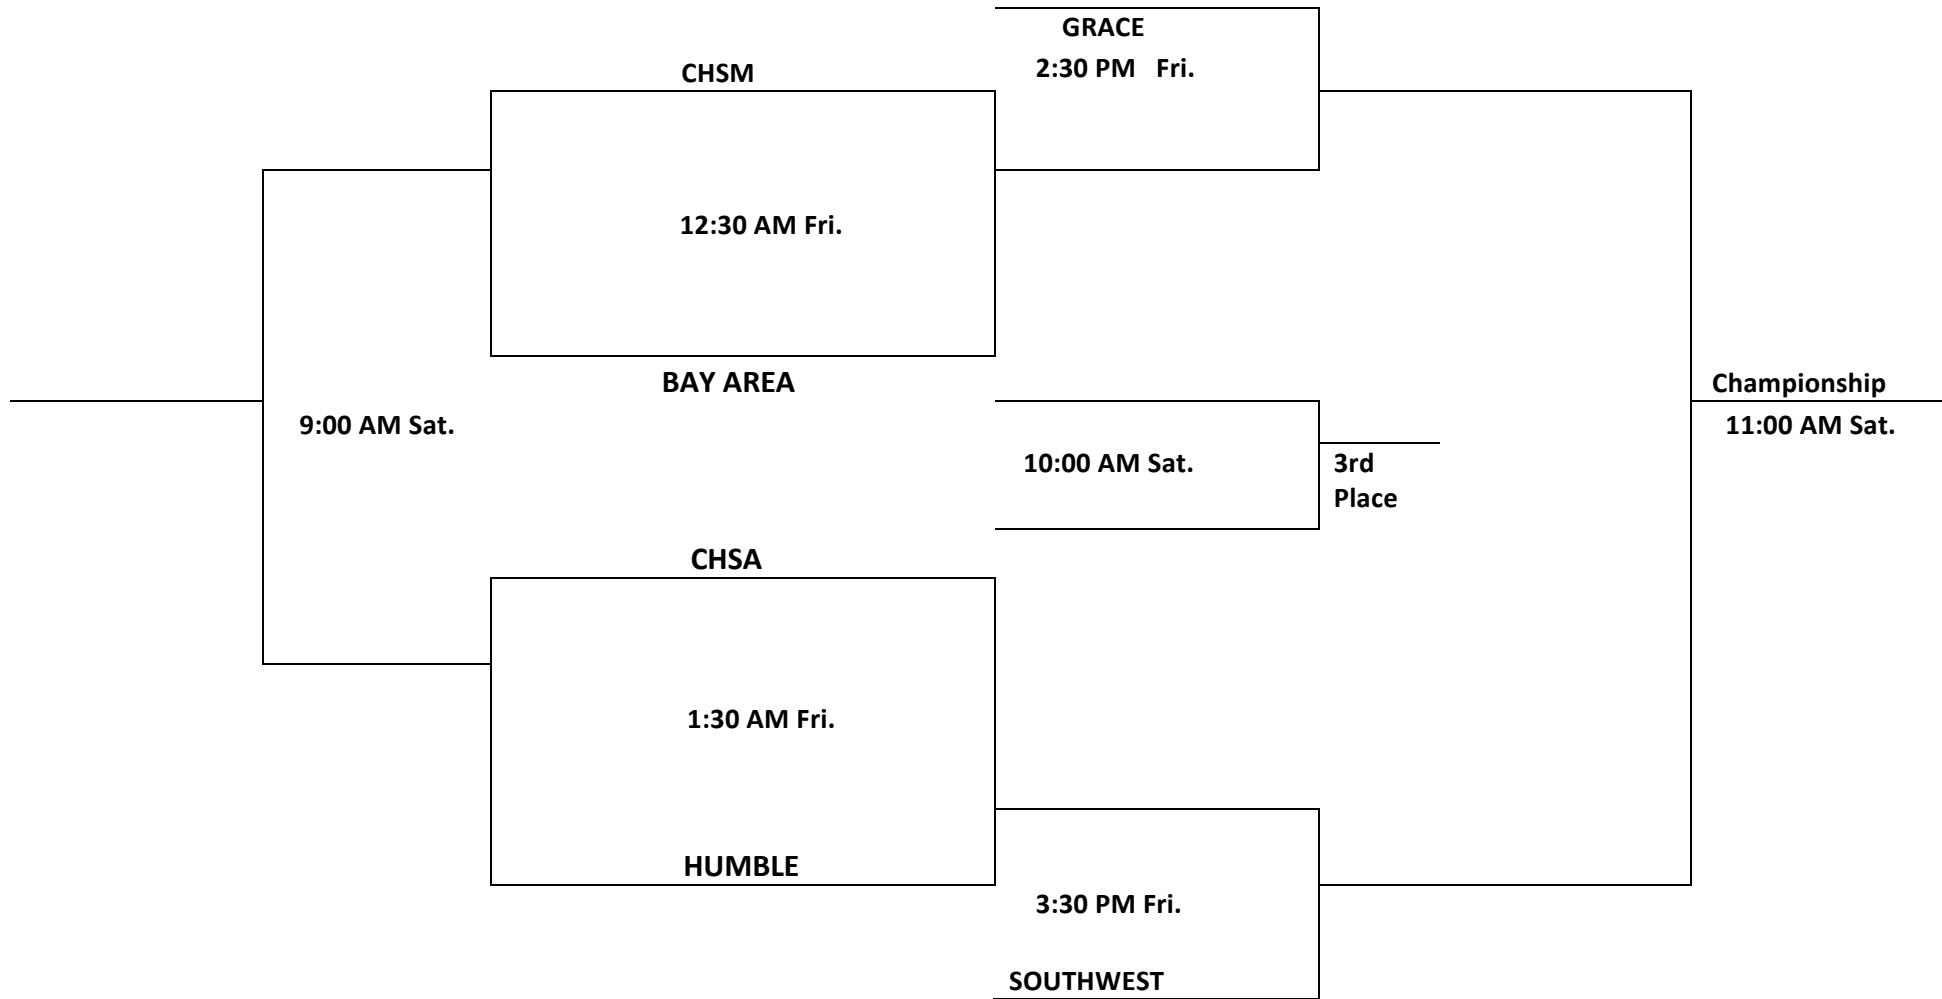 GRACE
CHSM
2:30 PM Fri.
12:30 AM Fri.
BAY AREA
Championship
9:00 AM Sat.
11:00 AM Sat.
10:00 AM Sat.
3rd
Place
CHSA
1:30 AM Fri.
HUMBLE
3:30 PM Fri.
SOUTHWEST